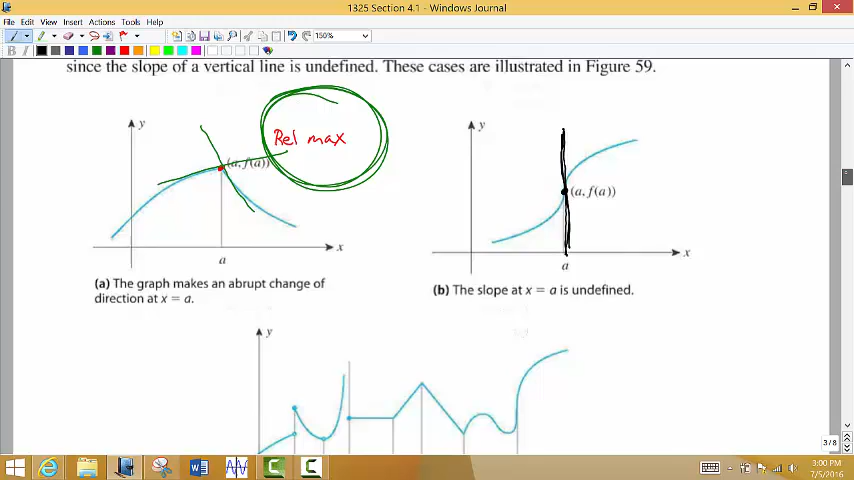 1325 Section 4.1 - Windows Journal
File Edit View Insert Actions Tools Help
150%
B I
since the slope of a vertical line is undefined. These cases are illustrated in Figure 59.
y
Rel max
(a, f(a))
x
a
(a) The graph makes an abrupt change of
direction at x = a.
y
(a, f(a))
x
a
(b) The slope at x = a is undefined.
y
3/8
3:00 PM
7/5/2016